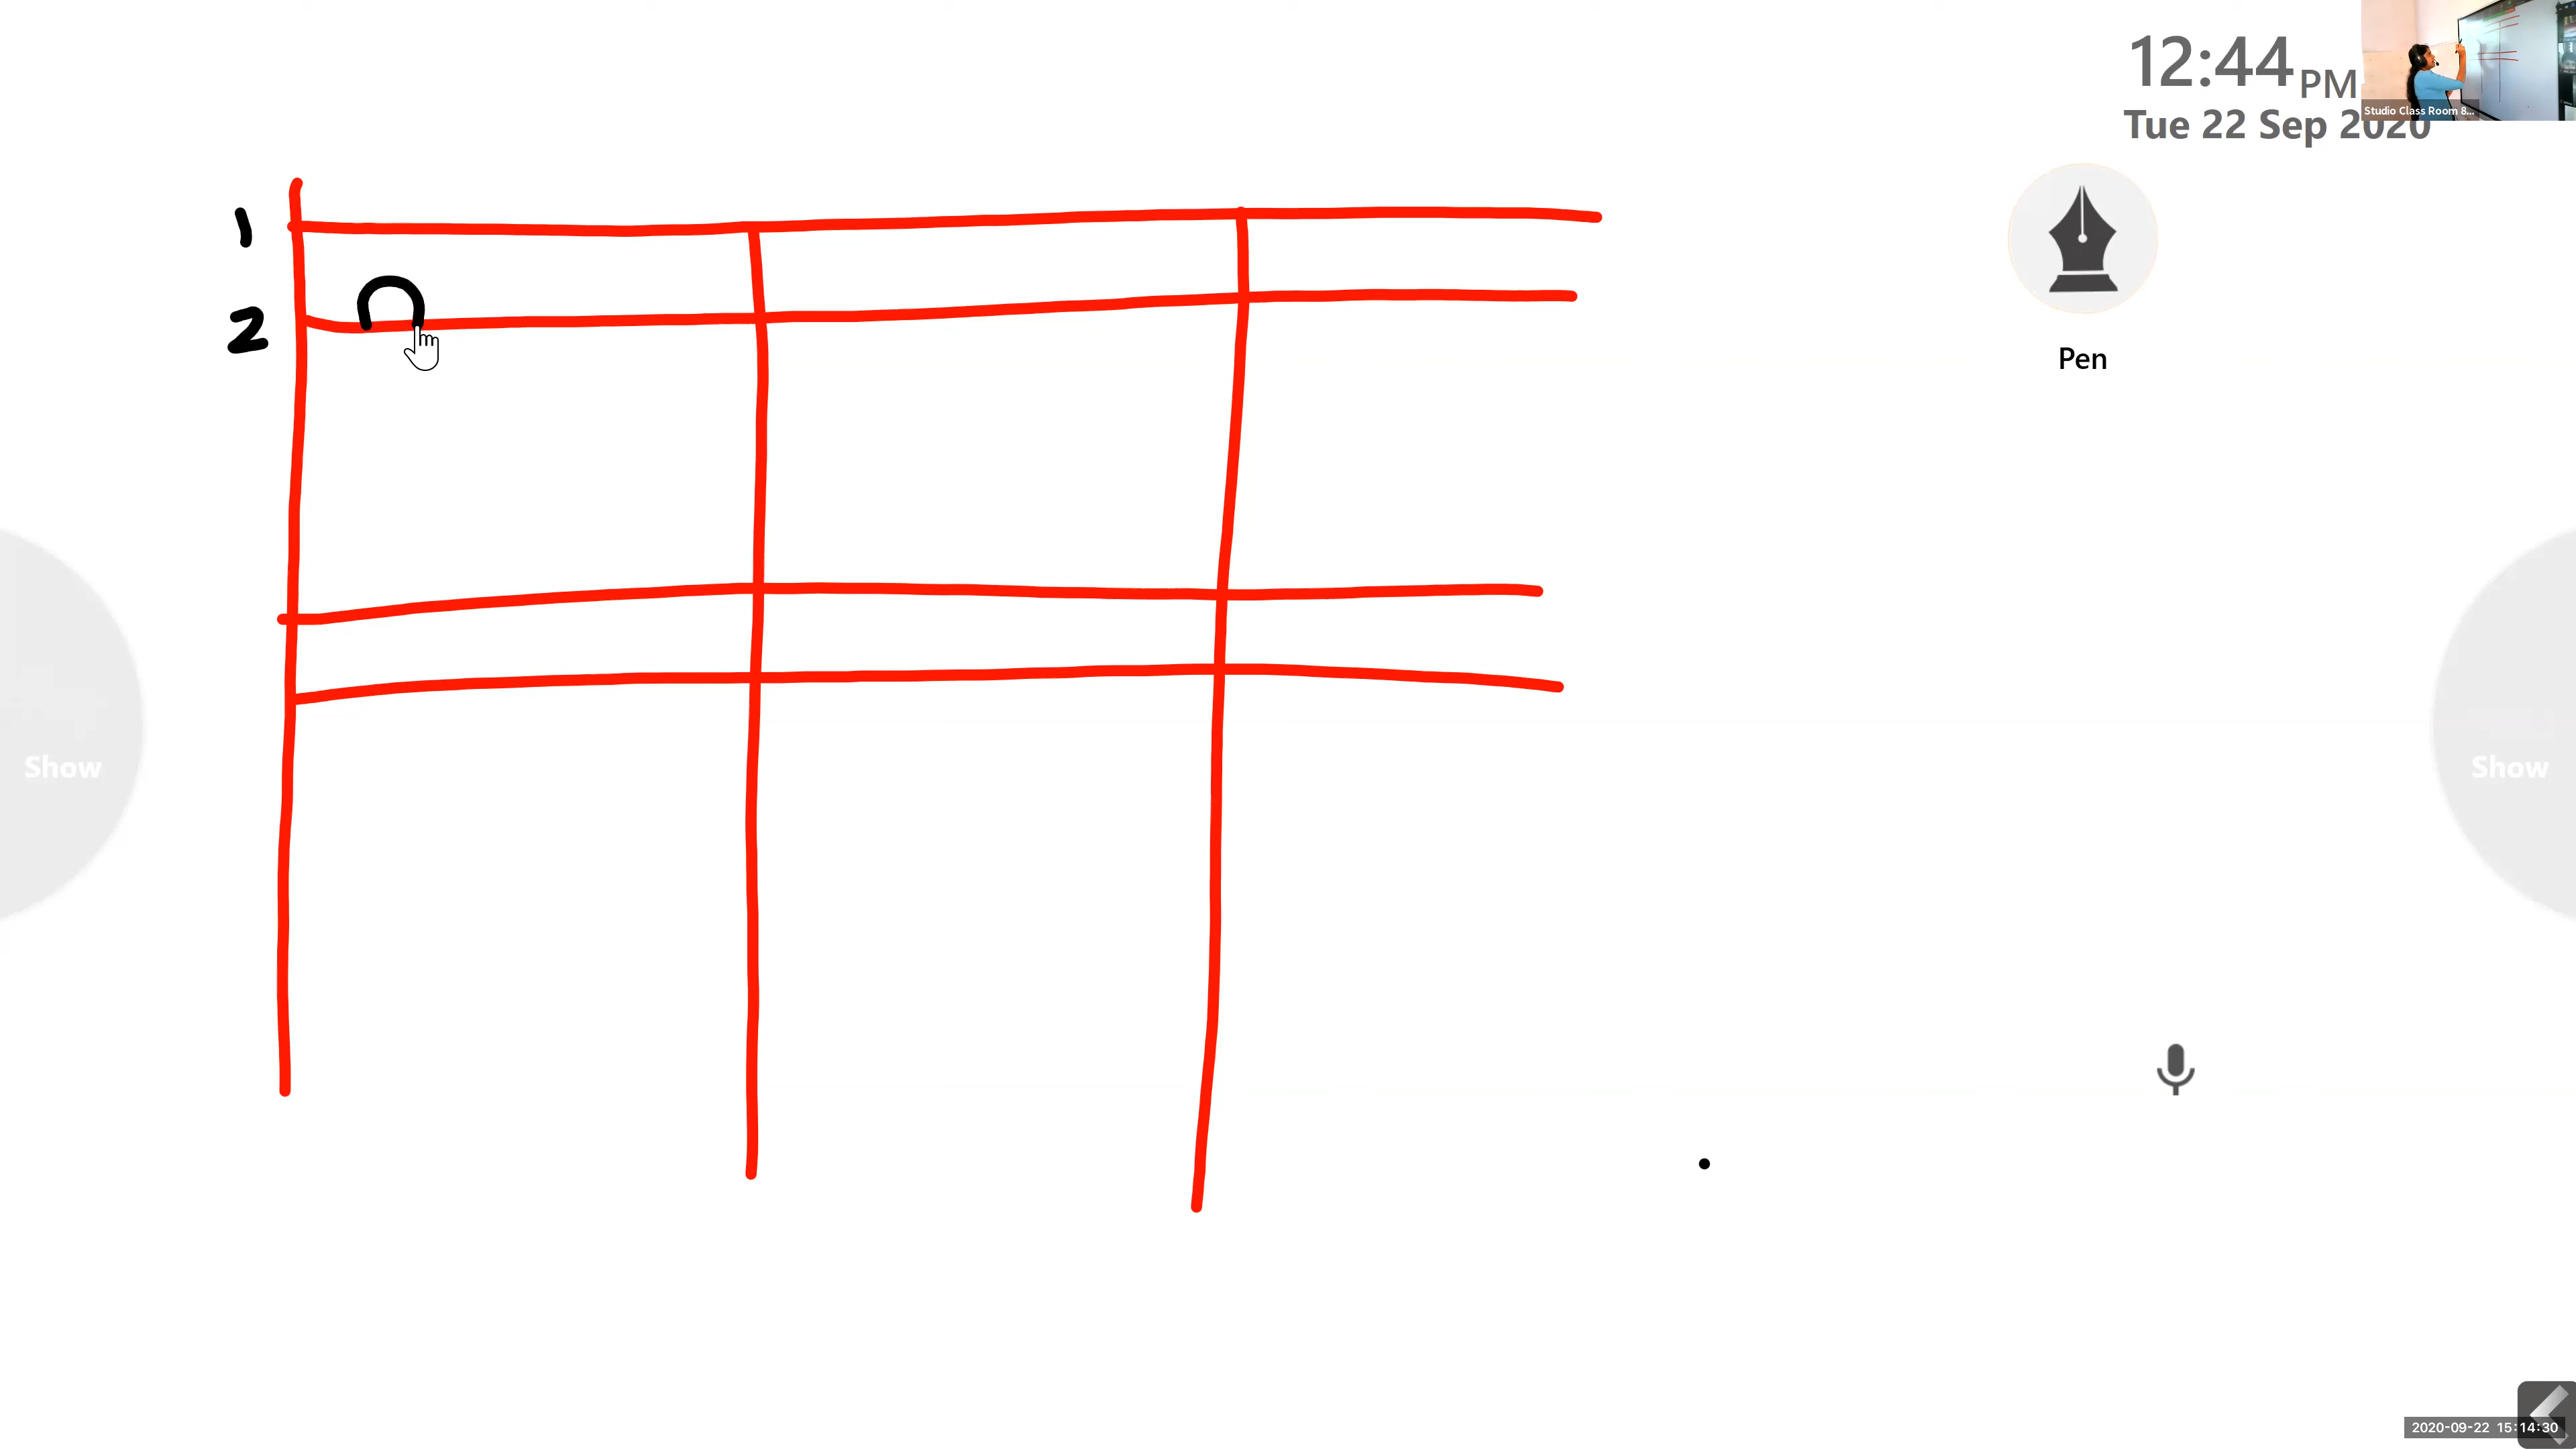 12:44 PM
Studio Class Room 8...
Tue 22 Sep 2020
1
2
Pen
Show
Show
2020-09-22 15:14:30